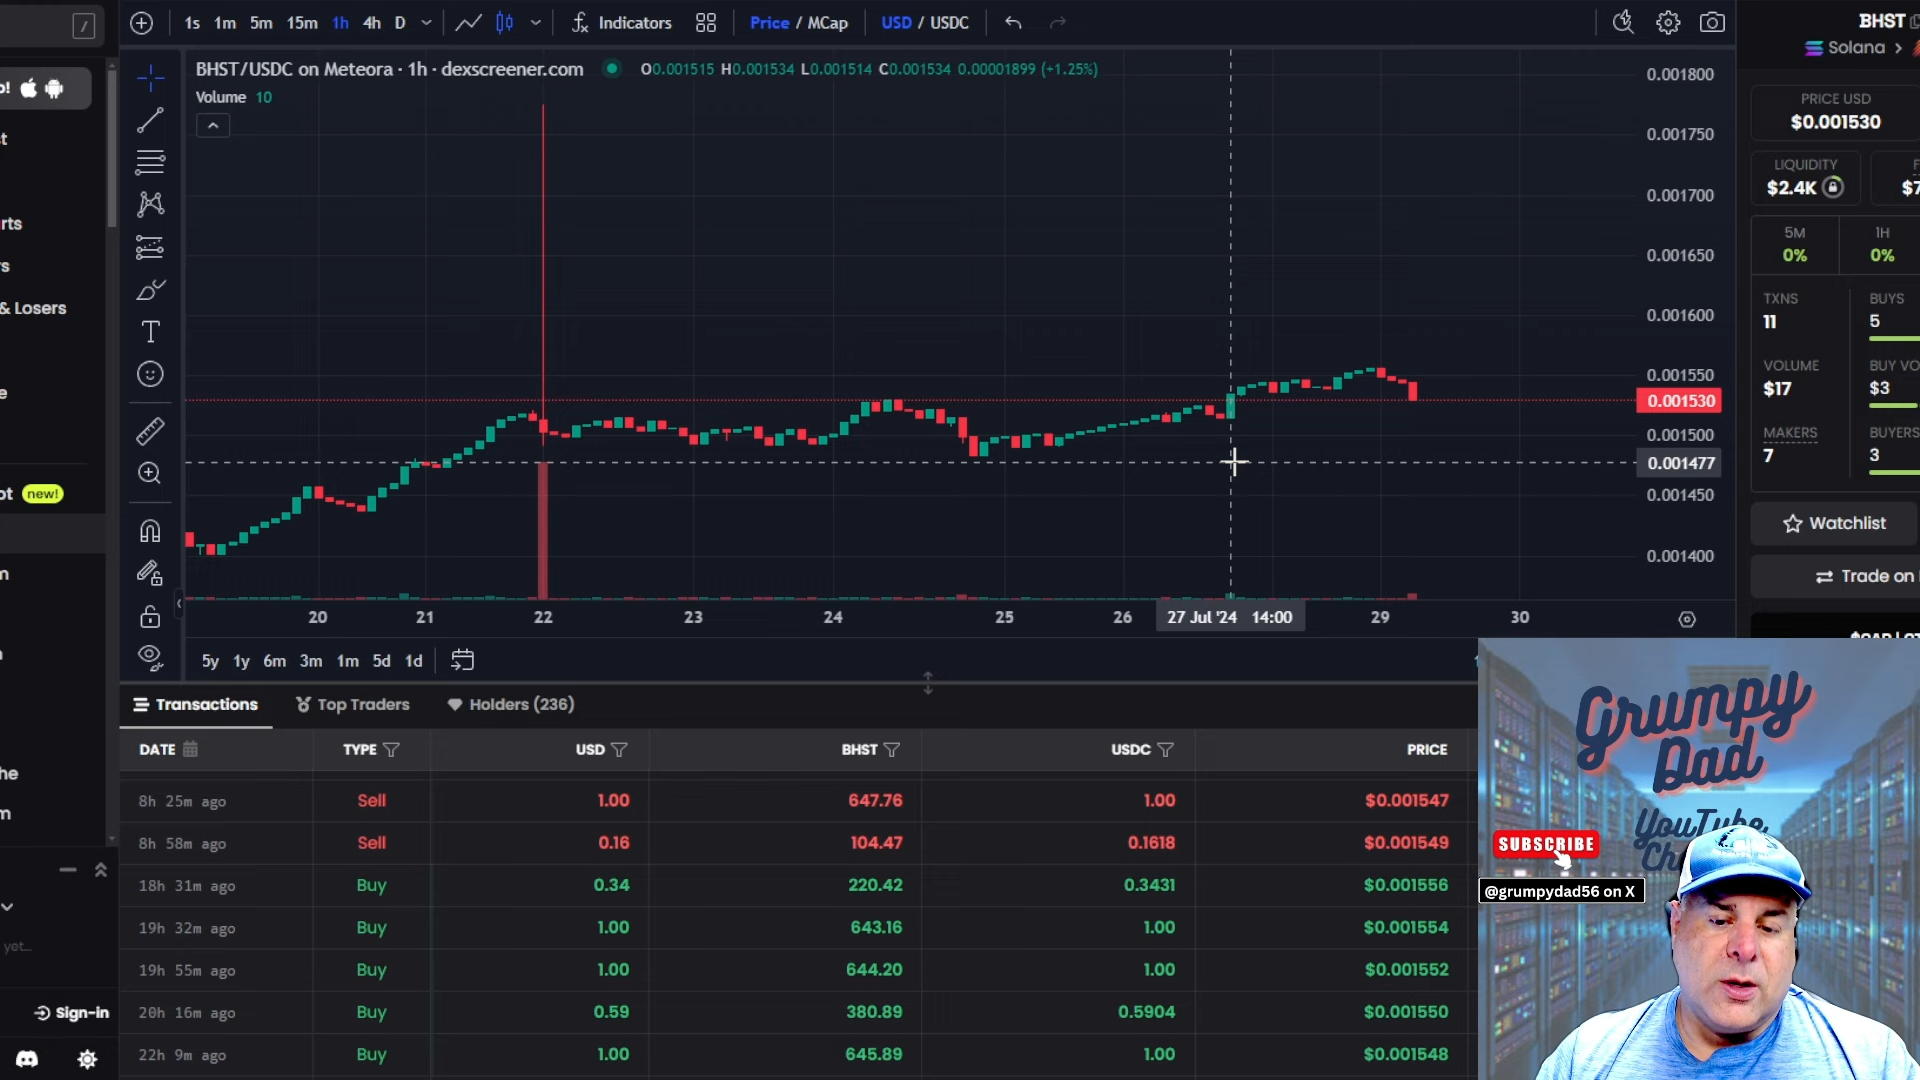 /
1s 1m 5m 15m 1h 4h D Indicators Price / MCap USD / USDC
BHST
Solana >
BHST/USDC on Meteora · 1h · dexscreener.com O0.001515 H0.001534 L0.001514 C0.001534 0.00001899 (+1.25%)
Volume 10
0.001800
0.001750
0.001700
0.001650
0.001600
0.001550
0.001530
0.001500
0.001477
0.001450
0.001400
20 21 22 23 24 25 26 27 Jul '24 14:00 29 30
5y 1y 6m 3m 1m 5d 1d
PRICE USD
$0.001530
LIQUIDITY
$2.4K
5M 1H
0% 0%
TXNS BUYS
11 5
VOLUME BUY VO
$17 $3
MAKERS BUYERS
7 3
Watchlist
Trade on
& Losers
new!
yet...
Sign-in
Transactions Top Traders Holders (236)
DATE TYPE USD BHST USDC PRICE
8h 25m ago Sell 1.00 647.76 1.00 $0.001547
8h 58m ago Sell 0.16 104.47 0.1618 $0.001549
18h 31m ago Buy 0.34 220.42 0.3431 $0.001556
19h 32m ago Buy 1.00 643.16 1.00 $0.001554
19h 55m ago Buy 1.00 644.20 1.00 $0.001552
20h 16m ago Buy 0.59 380.89 0.5904 $0.001550
22h 9m ago Buy 1.00 645.89 1.00 $0.001548
Grumpy
Dad
YouTube
SUBSCRIBE
@grumpydad56 on X